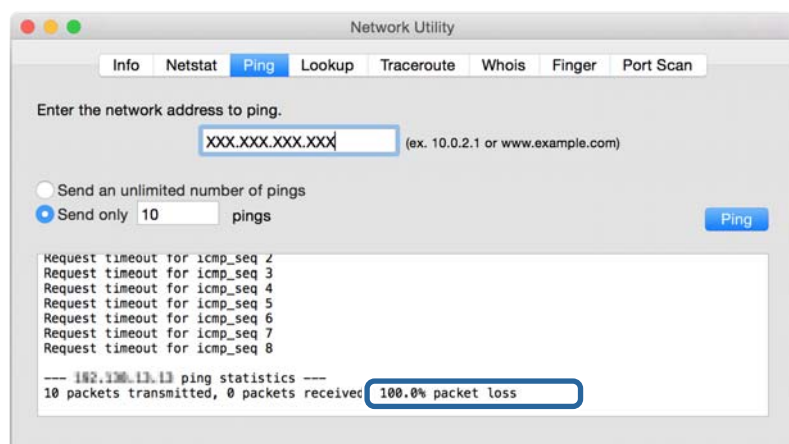 Network Utility
Info Netstat Ping Lookup Traceroute Whois Finger Port Scan
Enter the network address to ping.
XXX.XXX.XXX.XXX (ex. 10.0.2.1 or www.example.com)
Send an unlimited number of pings
Send only 10 pings
Ping
Request timeout for icmp_seq 2
Request timeout for icmp_seq 3
Request timeout for icmp_seq 4
Request timeout for icmp_seq 5
Request timeout for icmp_seq 6
Request timeout for icmp_seq 7
Request timeout for icmp_seq 8
--- ping statistics ---
10 packets transmitted, 0 packets received 100.0% packet loss